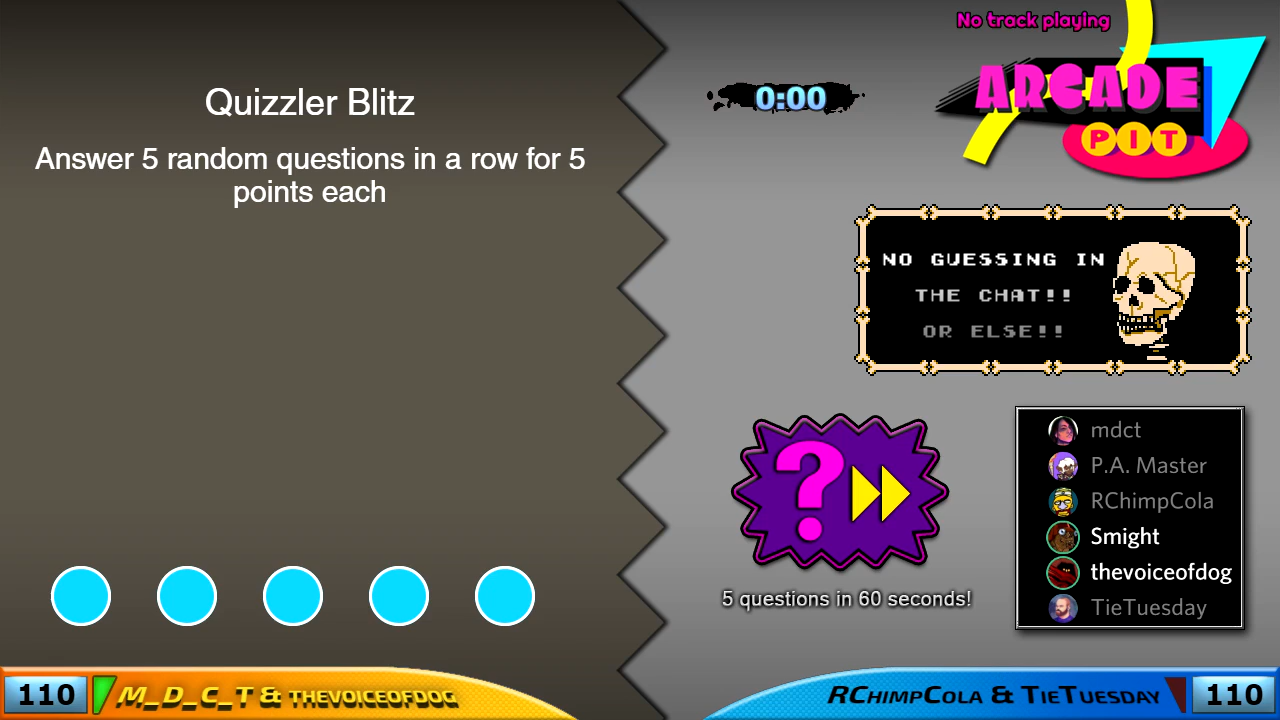 No track playing
ARCADE
PIT
Quizzler Blitz
0:00
Answer 5 random questions in a row for 5
points each
NO GUESSING IN
THE CHAT!!
OR ELSE!!
?
5 questions in 60 seconds!
mdct
P.A. Master
RChimpCola
Smight
thevoiceofdog
TieTuesday
110
M_D_C_T & THEVOICEOFDOG
RCHIMPCOLA & TIETUESDAY
110